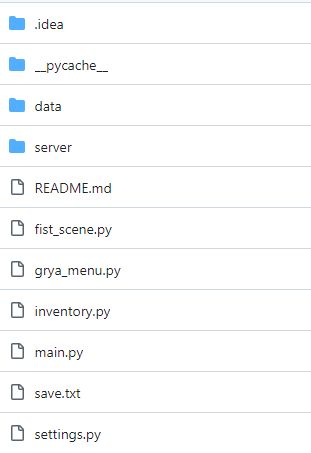 .idea
__pycache__
data
server
README.md
fist_scene.py
grya_menu.py
inventory.py
main.py
save.txt
settings.py